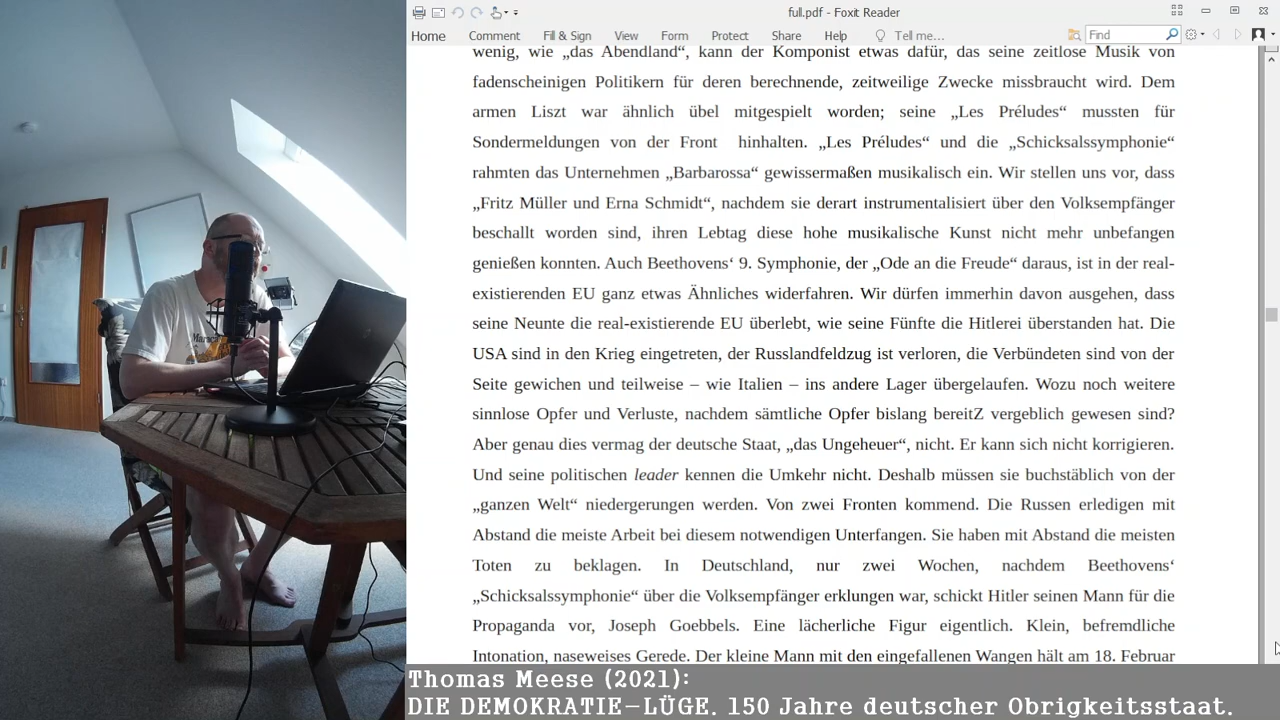 full.pdf - Foxit Reader
Home Comment Fill & Sign View Form Protect Share Help Tell me... Find
wenig, wie „das Abendland“, kann der Komponist etwas dafür, das seine zeitlose Musik von
fadenscheinigen Politikern für deren berechnende, zeitweilige Zwecke missbraucht wird. Dem
armen Liszt war ähnlich übel mitgespielt worden; seine „Les Préludes“ mussten für
Sondermeldungen von der Front hinhalten. „Les Préludes“ und die „Schicksalssymphonie“
rahmten das Unternehmen „Barbarossa“ gewissermaßen musikalisch ein. Wir stellen uns vor, dass
„Fritz Müller und Erna Schmidt“, nachdem sie derart instrumentalisiert über den Volksempfänger
beschallt worden sind, ihren Lebtag diese hohe musikalische Kunst nicht mehr unbefangen
genießen konnten. Auch Beethovens‘ 9. Symphonie, der „Ode an die Freude“ daraus, ist in der real-
existierenden EU ganz etwas Ähnliches widerfahren. Wir dürfen immerhin davon ausgehen, dass
seine Neunte die real-existierende EU überlebt, wie seine Fünfte die Hitlerei überstanden hat. Die
USA sind in den Krieg eingetreten, der Russlandfeldzug ist verloren, die Verbündeten sind von der
Seite gewichen und teilweise – wie Italien – ins andere Lager übergelaufen. Wozu noch weitere
sinnlose Opfer und Verluste, nachdem sämtliche Opfer bislang bereitZ vergeblich gewesen sind?
Aber genau dies vermag der deutsche Staat, „das Ungeheuer“, nicht. Er kann sich nicht korrigieren.
Und seine politischen leader kennen die Umkehr nicht. Deshalb müssen sie buchstäblich von der
„ganzen Welt“ niedergerungen werden. Von zwei Fronten kommend. Die Russen erledigen mit
Abstand die meiste Arbeit bei diesem notwendigen Unterfangen. Sie haben mit Abstand die meisten
Toten zu beklagen. In Deutschland, nur zwei Wochen, nachdem Beethovens‘
„Schicksalssymphonie“ über die Volksempfänger erklungen war, schickt Hitler seinen Mann für die
Propaganda vor, Joseph Goebbels. Eine lächerliche Figur eigentlich. Klein, befremdliche
Intonation, naseweises Gerede. Der kleine Mann mit den eingefallenen Wangen hält am 18. Februar
Thomas Meese (2021):
DIE DEMOKRATIE-LÜGE. 150 Jahre deutscher Obrigkeitsstaat.